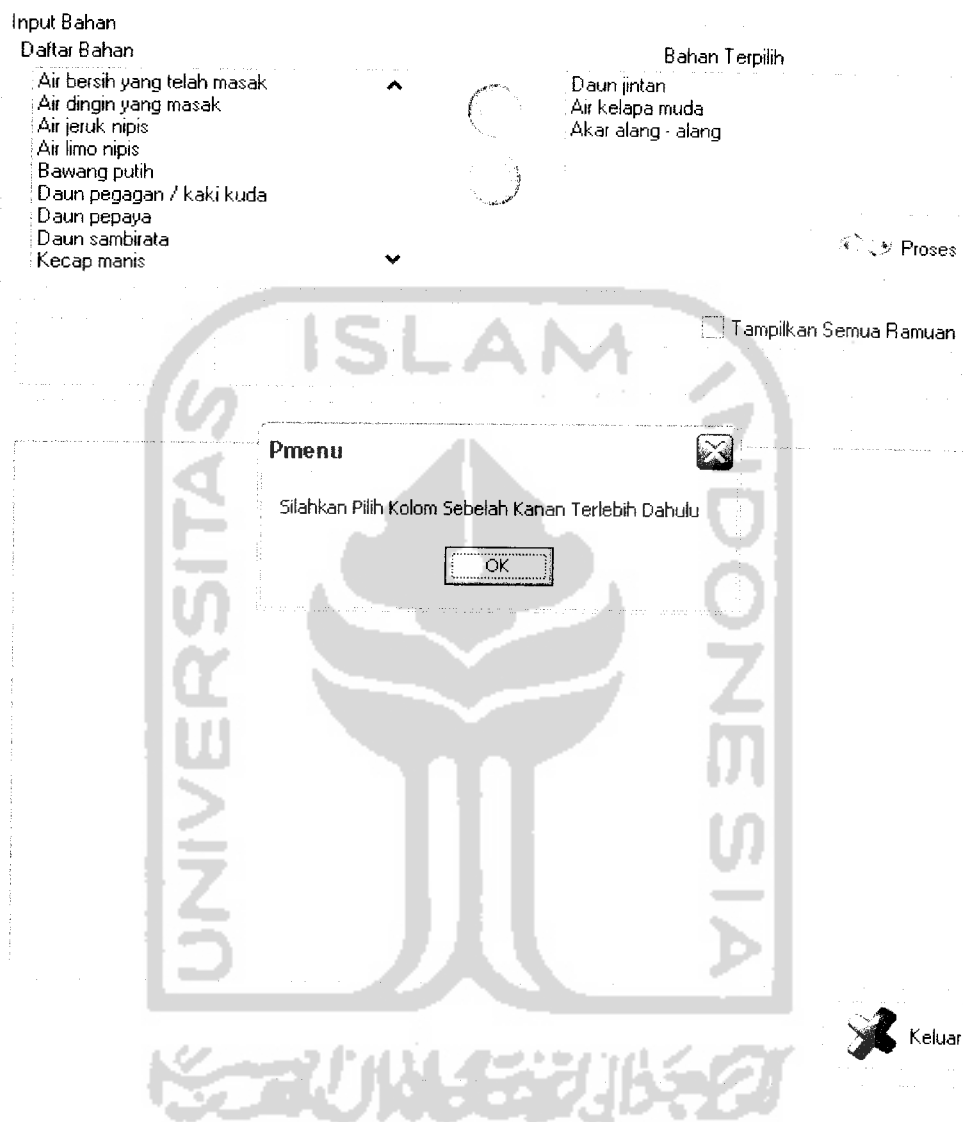 Input Bahan
Daftar Bahan
Air bersih yang telah masak
Air dingin yang masak
Air jeruk nipis
Air limo nipis
Bawang putih
Daun pegagan / kaki kuda
Daun pepaya
Daun sambirata
Kecap manis
Bahan Terpilih
Daun jintan
Air kelapa muda
Akar alang - alang
Proses
Tampilkan Semua Ramuan
Pmenu
Silahkan Pilih Kolom Sebelah Kanan Terlebih Dahulu
OK
Keluar
UNIVERSITAS
ISLAM
INDONESIA